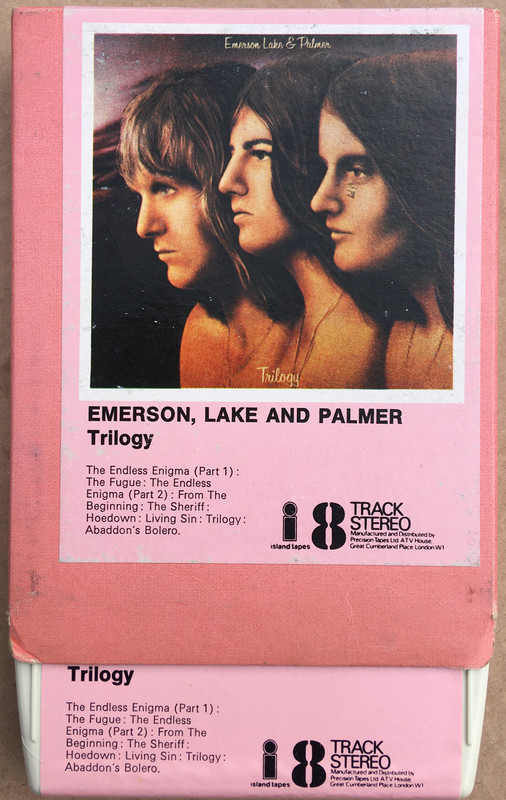 Emerson Lake & Palmer
Trilogy
EMERSON, LAKE AND PALMER
Trilogy
The Endless Enigma (Part 1) :
The Fugue : The Endless
Enigma (Part 2) : From The
Beginning : The Sheriff :
Hoedown : Living Sin : Trilogy :
Abaddon's Bolero.
i
island tapes
8
TRACK
STEREO
Manufactured and Distributed by
Precision Tapes Ltd. ATV House,
Great Cumberland Place London W1
Trilogy
The Endless Enigma (Part 1) :
The Fugue : The Endless
Enigma (Part 2) : From The
Beginning : The Sheriff :
Hoedown : Living Sin : Trilogy :
Abaddon's Bolero.
i
island tapes
8
TRACK
STEREO
Manufactured and Distributed by
Precision Tapes Ltd. ATV House,
Great Cumberland Place London W1